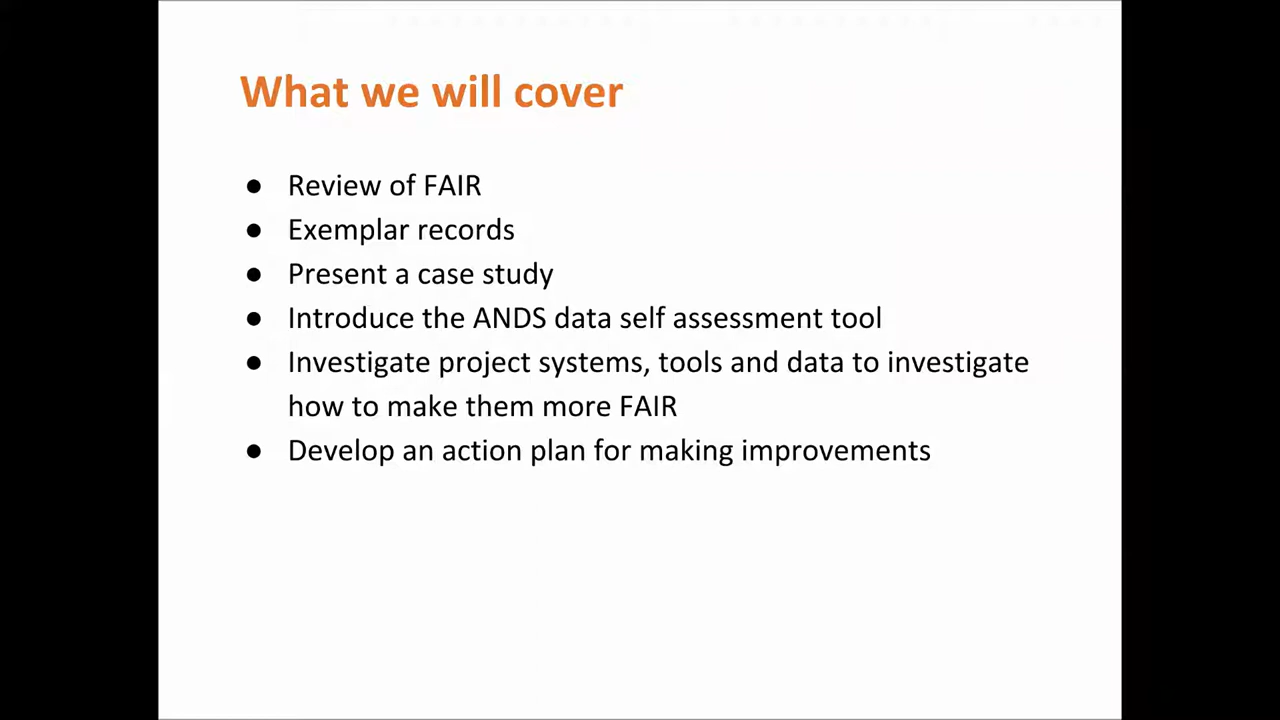 What we will cover
● Review of FAIR
● Exemplar records
● Present a case study
● Introduce the ANDS data self assessment tool
● Investigate project systems, tools and data to investigate
how to make them more FAIR
● Develop an action plan for making improvements